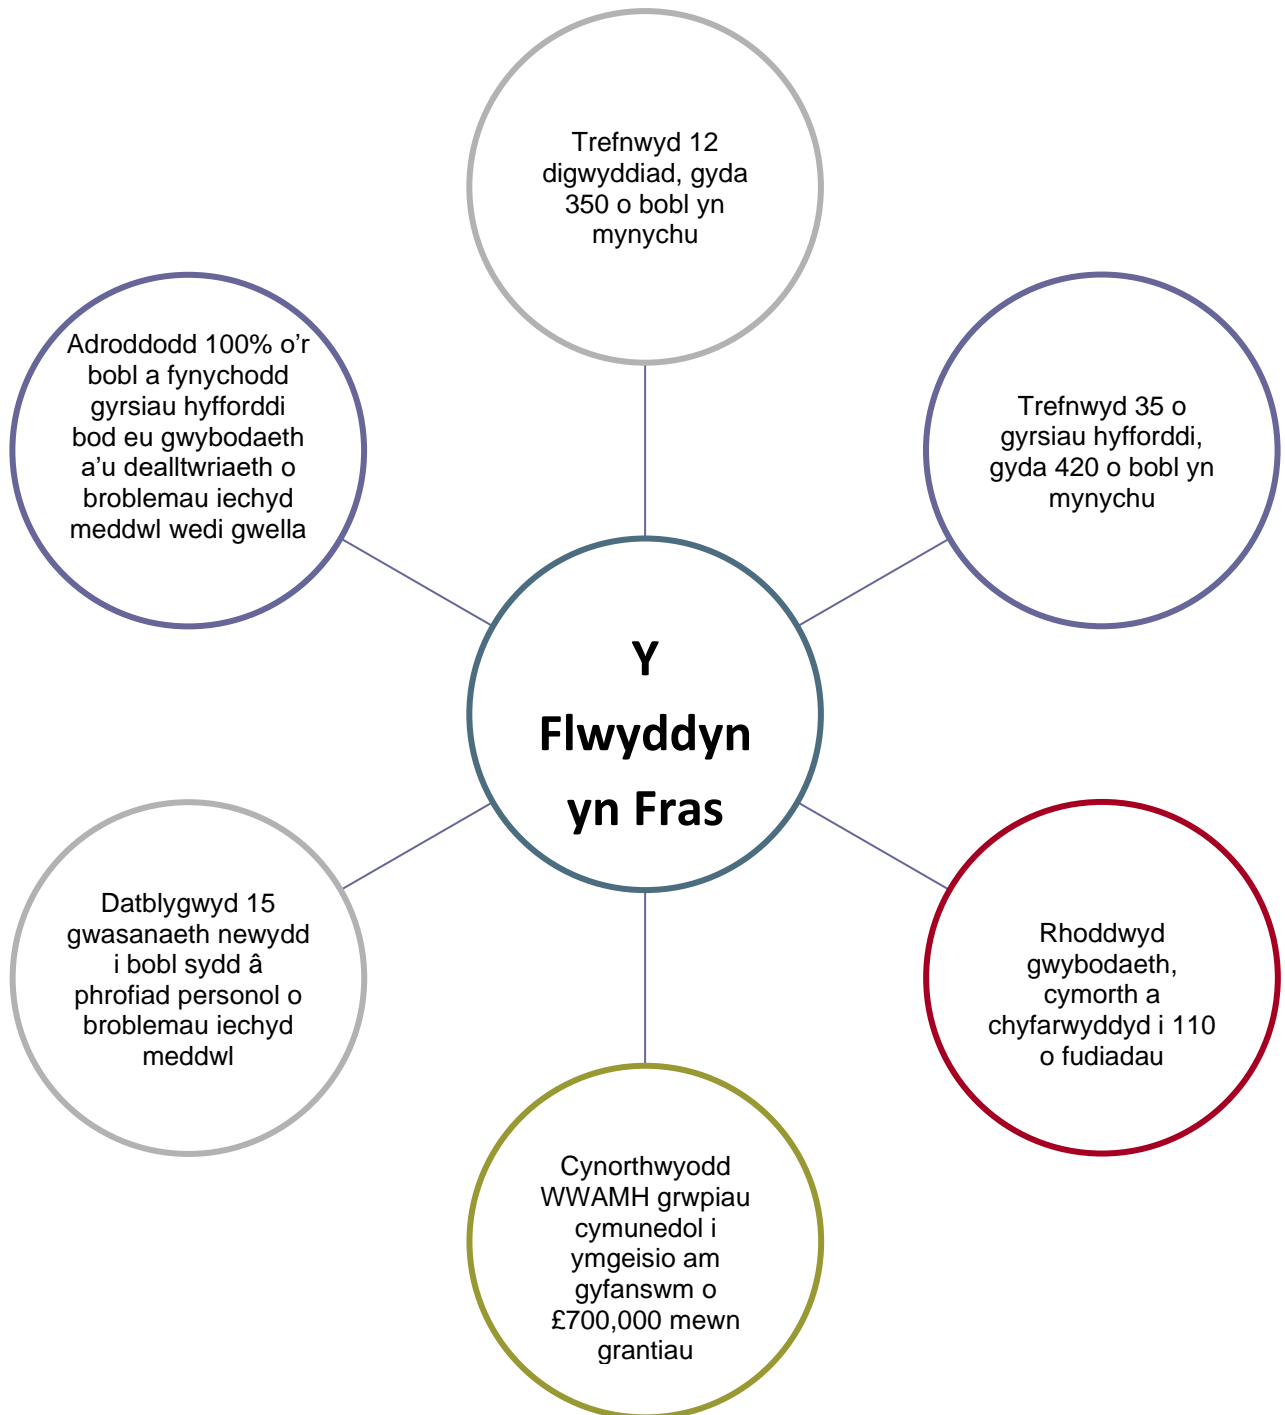 Trefnwyd 12
digwyddiad, gyda
350 o bobl yn
mynychu
Adroddodd 100% o’r
bobl a fynychodd
gyrsiau hyfforddi
bod eu gwybodaeth
a’u dealltwriaeth o
broblemau iechyd
meddwl wedi gwella
Trefnwyd 35 o
gyrsiau hyfforddi,
gyda 420 o bobl yn
mynychu
Y
Flwyddyn
yn Fras
Datblygwyd 15
gwasanaeth newydd
i bobl sydd â
phrofiad personol o
broblemau iechyd
meddwl
Rhoddwyd
gwybodaeth,
cymorth a
chyfarwyddyd i 110
o fudiadau
Cynorthwyodd
WWAMH grwpiau
cymunedol i
ymgeisio am
gyfanswm o
£700,000 mewn
grantiau